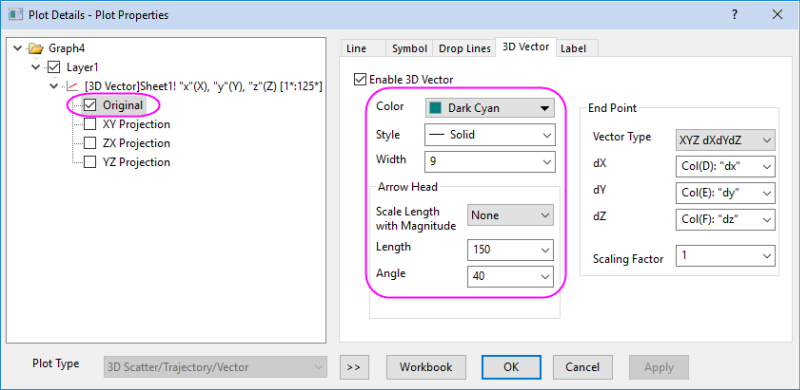 Plot Details - Plot Properties
?
Graph4
Layer1
[3D Vector]Sheet1! "x"(X), "y"(Y), "z"(Z) [1*:125*]
Original
XY Projection
ZX Projection
YZ Projection
Line Symbol Drop Lines 3D Vector Label
Enable 3D Vector
Color Dark Cyan
Style Solid
Width 9
Arrow Head
Scale Length
with Magnitude
None
Length 150
Angle 40
End Point
Vector Type XYZ dXdYdZ
dX Col(D): "dx"
dY Col(E): "dy"
dZ Col(F): "dz"
Scaling Factor 1
Plot Type 3D Scatter/Trajectory/Vector
>> Workbook OK Cancel Apply